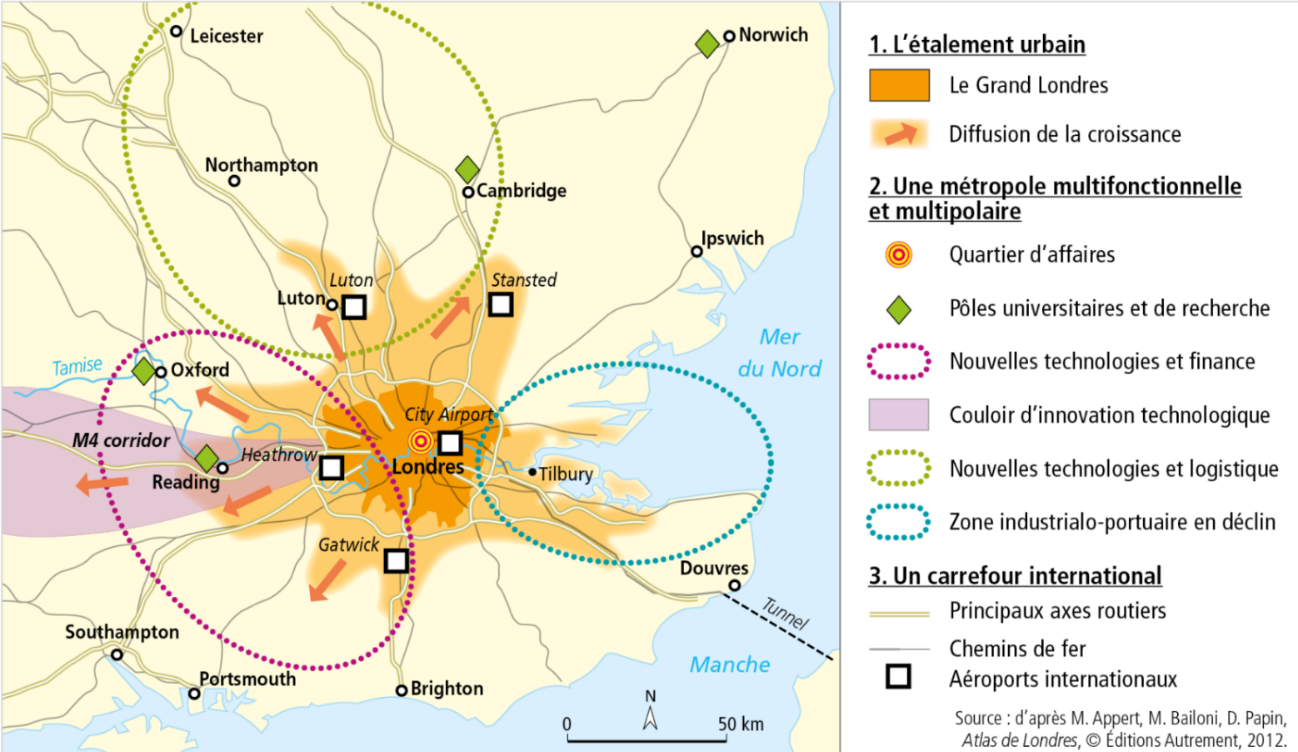 Leicester
Norwich
Northampton
Cambridge
Ipswich
Luton
Stansted
Luton
Mer
du Nord
Tamise
Oxford
City Airport
M4 corridor
Heathrow
Londres
Tilbury
Reading
Gatwick
Douvres
Tunnel
Southampton
Manche
Portsmouth
Brighton
N
0 50 km
1. L’étalement urbain
Le Grand Londres
Diffusion de la croissance
2. Une métropole multifonctionnelle
et multipolaire
Quartier d’affaires
Pôles universitaires et de recherche
Nouvelles technologies et finance
Couloir d’innovation technologique
Nouvelles technologies et logistique
Zone industrialo-portuaire en déclin
3. Un carrefour international
Principaux axes routiers
Chemins de fer
Aéroports internationaux
Source : d’après M. Appert, M. Bailoni, D. Papin,
Atlas de Londres, © Éditions Autrement, 2012.